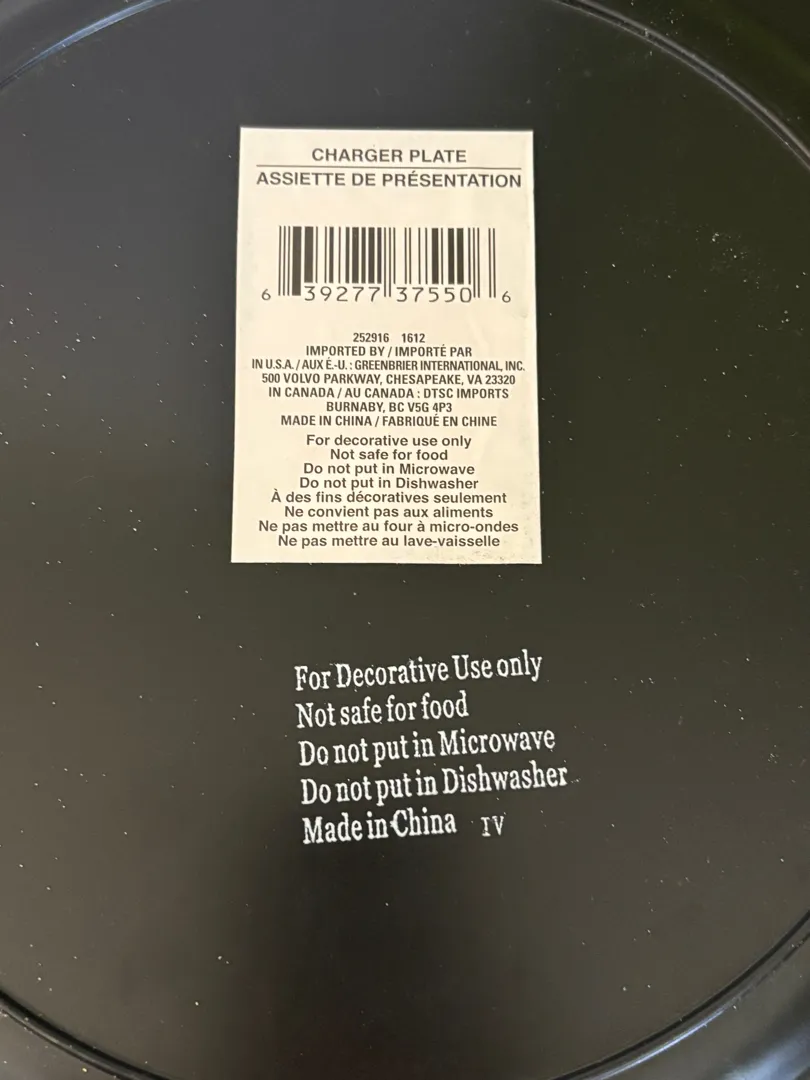 CHARGER PLATE
ASSIETTE DE PRÉSENTATION
6 39277 37550 6
252916 1612
IMPORTED BY / IMPORTÉ PAR
IN U.S.A. / AUX É.-U. : GREENBRIER INTERNATIONAL, INC.
500 VOLVO PARKWAY, CHESAPEAKE, VA 23320
IN CANADA / AU CANADA : DTSC IMPORTS
BURNABY, BC V5G 4P3
MADE IN CHINA / FABRIQUÉ EN CHINE
For decorative use only
Not safe for food
Do not put in Microwave
Do not put in Dishwasher
À des fins décoratives seulement
Ne convient pas aux aliments
Ne pas mettre au four à micro-ondes
Ne pas mettre au lave-vaisselle
For Decorative Use only
Not safe for food
Do not put in Microwave
Do not put in Dishwasher
Made in China IV